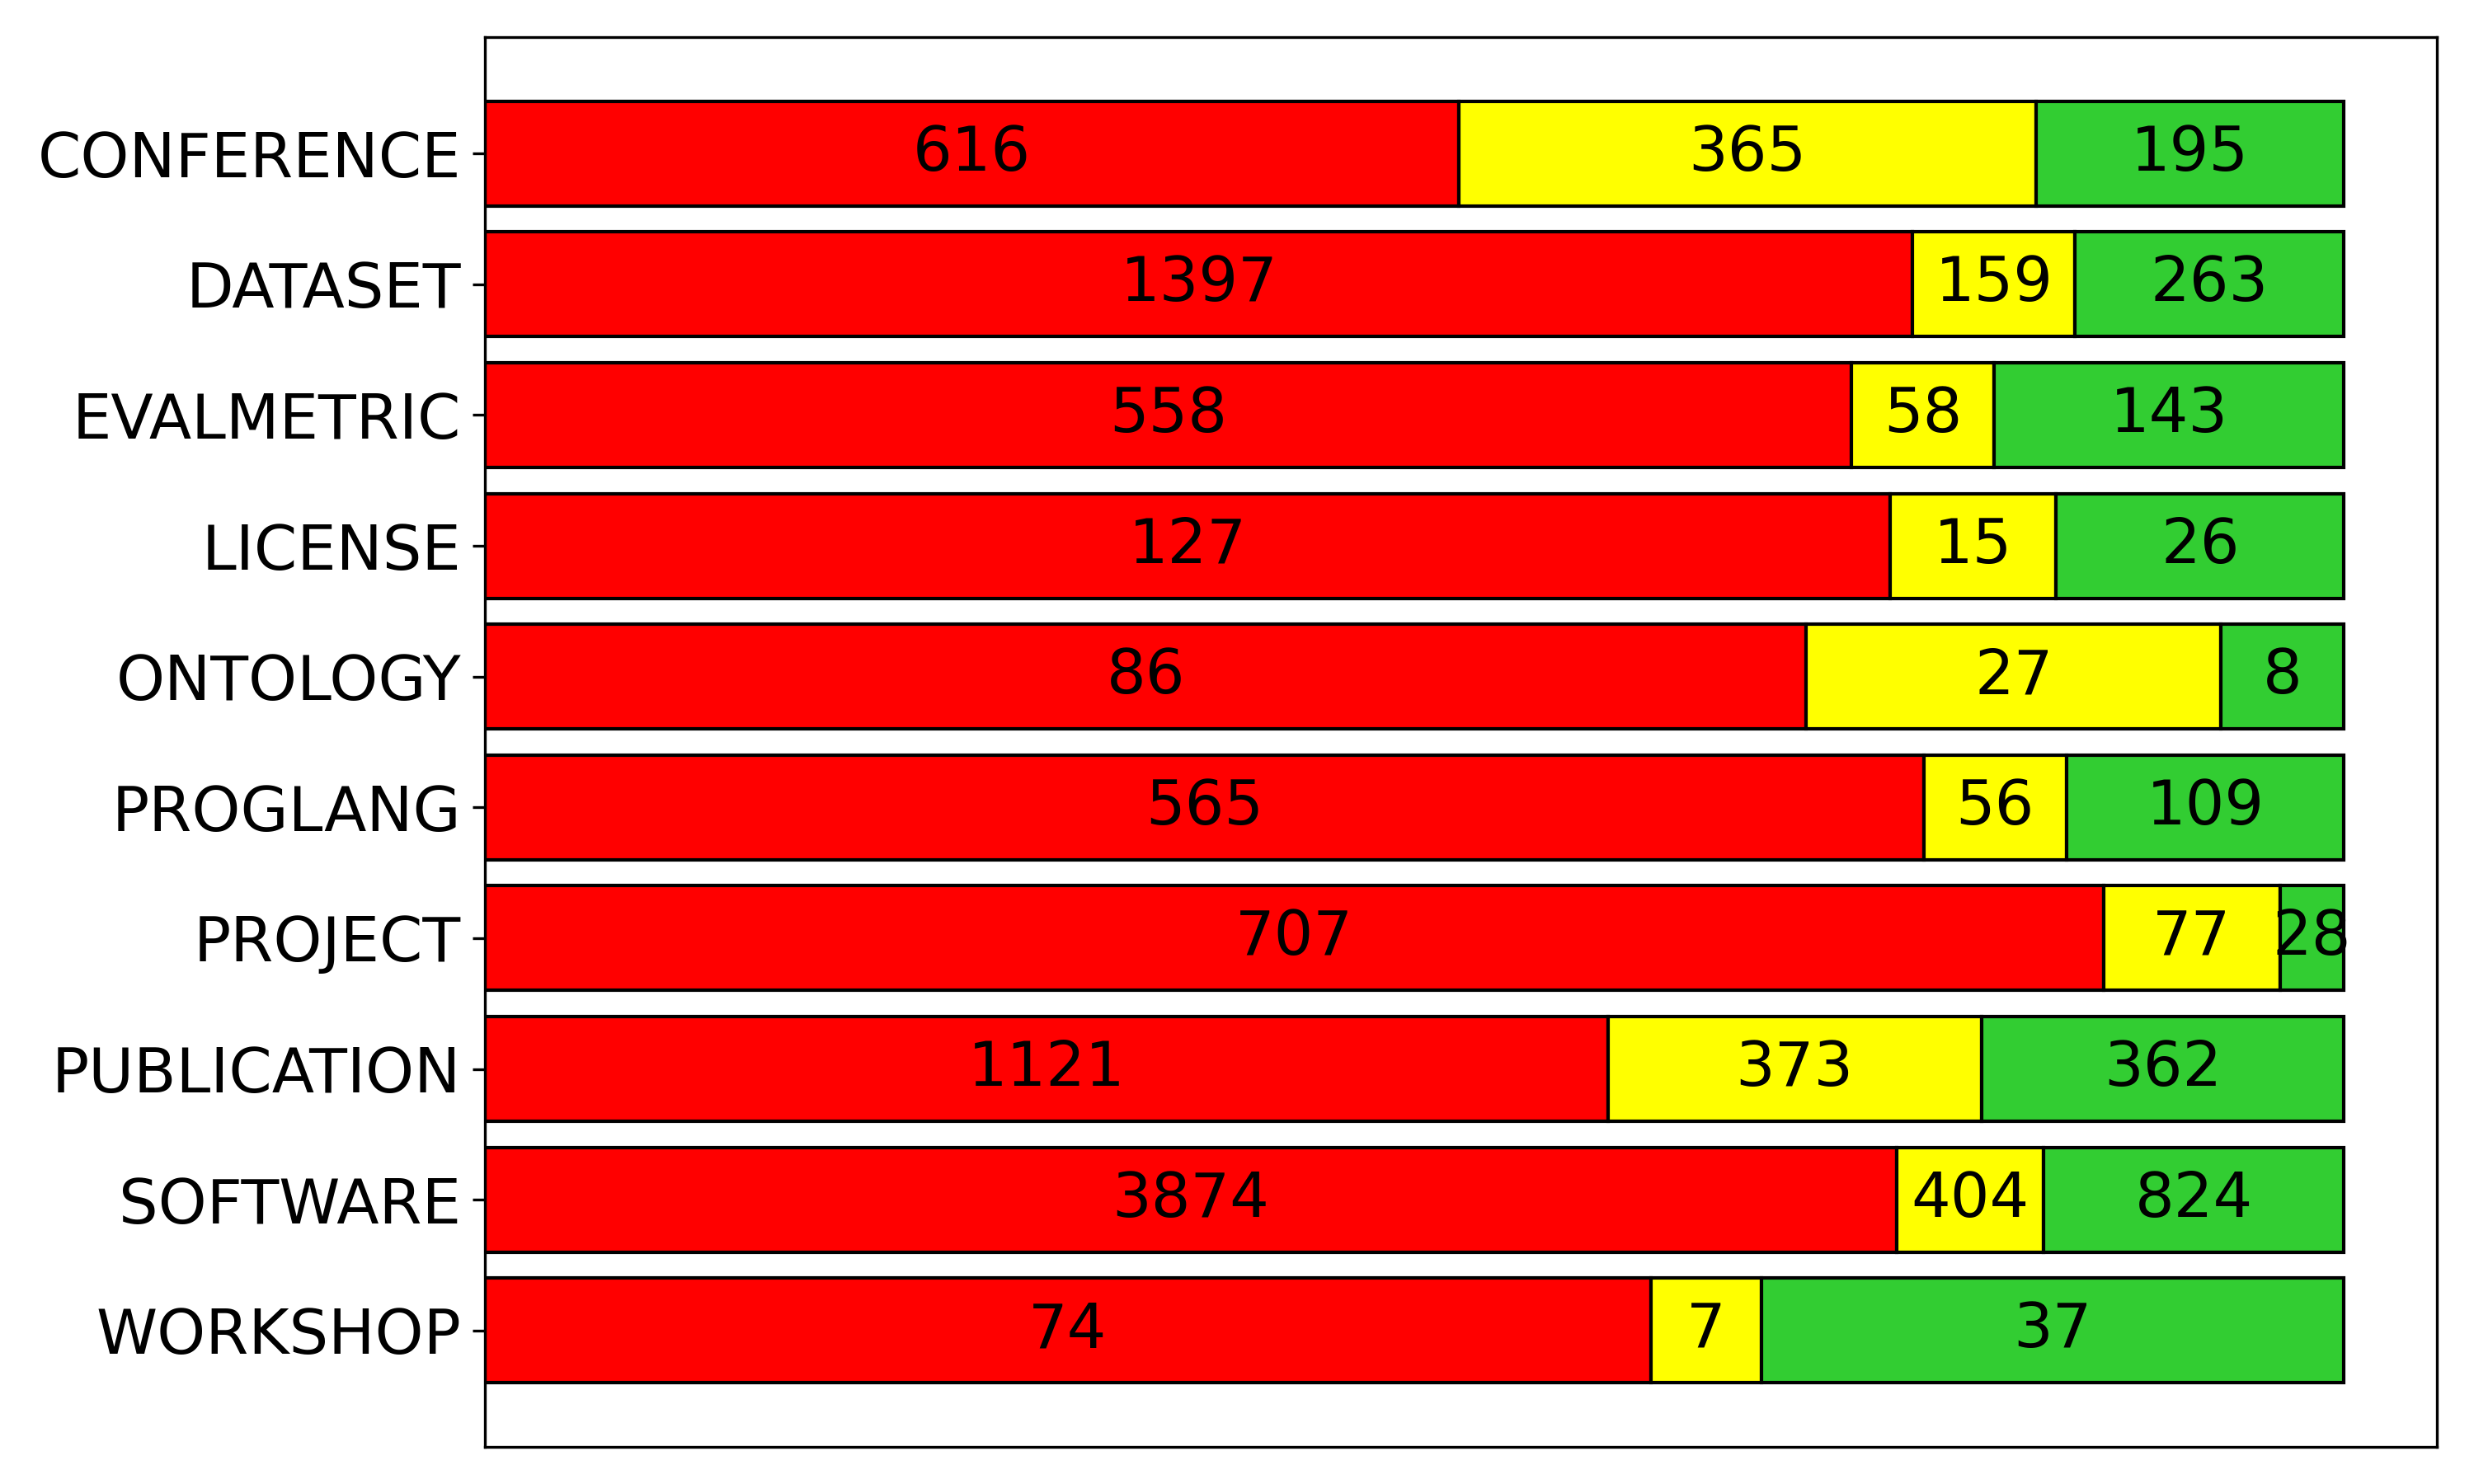 CONFERENCE 616 365 195
DATASET 1397 159 263
EVALMETRIC 558 58 143
LICENSE 127 15 26
ONTOLOGY 86 27 8
PROGLANG 565 56 109
PROJECT 707 77 28
PUBLICATION 1121 373 362
SOFTWARE 3874 404 824
WORKSHOP 74 7 37